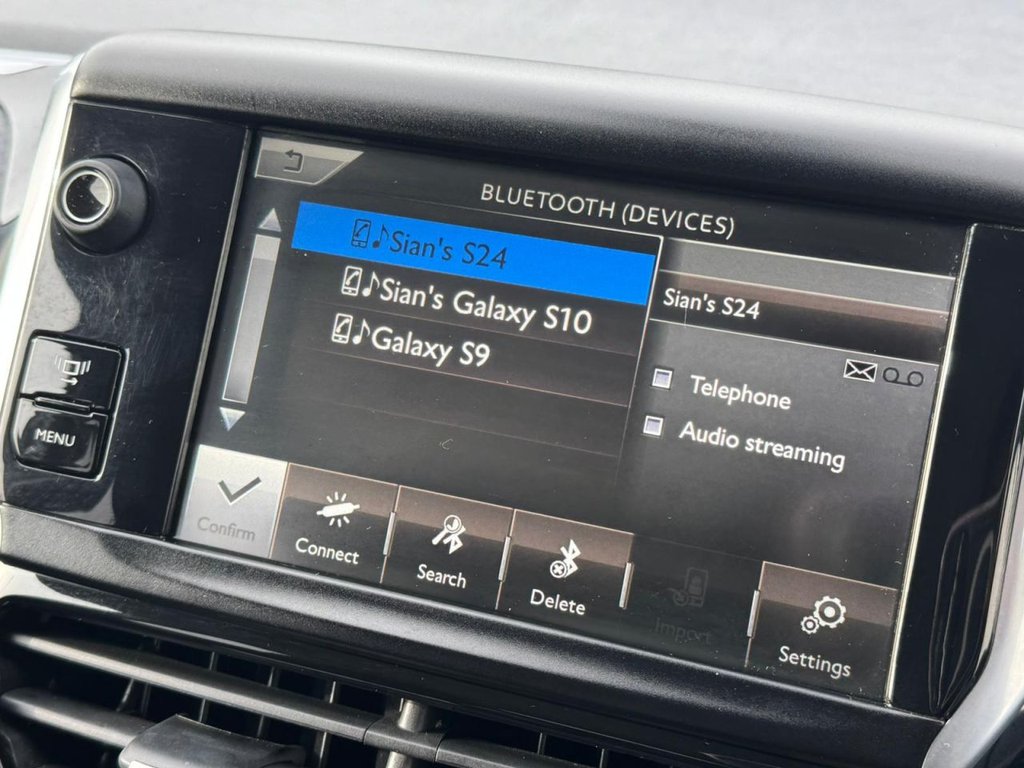 BLUETOOTH (DEVICES)
Sian's S24
Sian's Galaxy S10
Galaxy S9
Sian's S24
Telephone
Audio streaming
MENU
Confirm
Connect
Search
Delete
Import
Settings